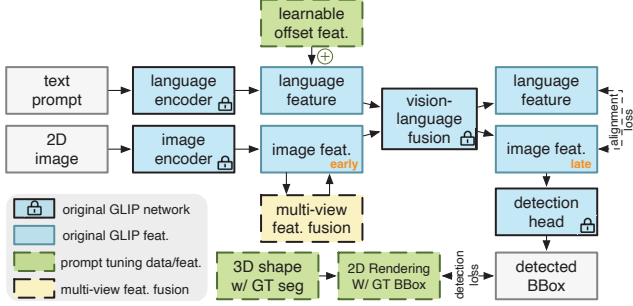 learnable
offset feat.
text
prompt
language
encoder
language
feature
vision-
language
fusion
language
feature
alignment
loss
2D
image
image
encoder
image feat.
early
image feat.
late
multi-view
feat. fusion
detection
head
original GLIP network
original GLIP feat.
prompt tuning data/feat.
multi-view feat. fusion
3D shape
w/ GT seg
2D Rendering
W/ GT BBox
detection
loss
detected
BBox